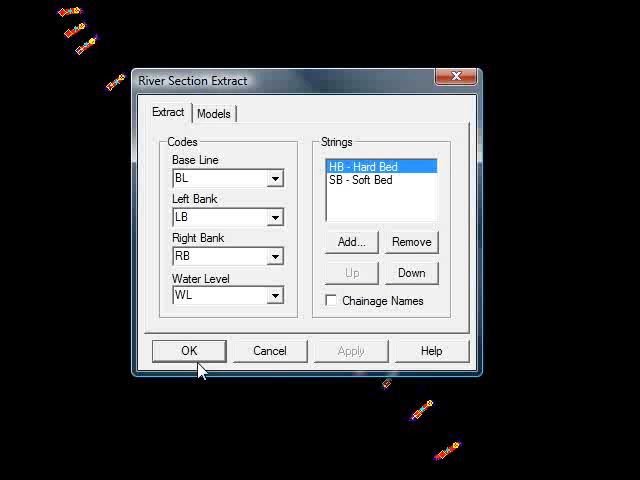 River Section Extract
Extract Models
Codes
Base Line
BL
Left Bank
LB
Right Bank
RB
Water Level
WL
Strings
HB - Hard Bed
SB - Soft Bed
Add... Remove
Up Down
Chainage Names
OK Cancel Apply Help